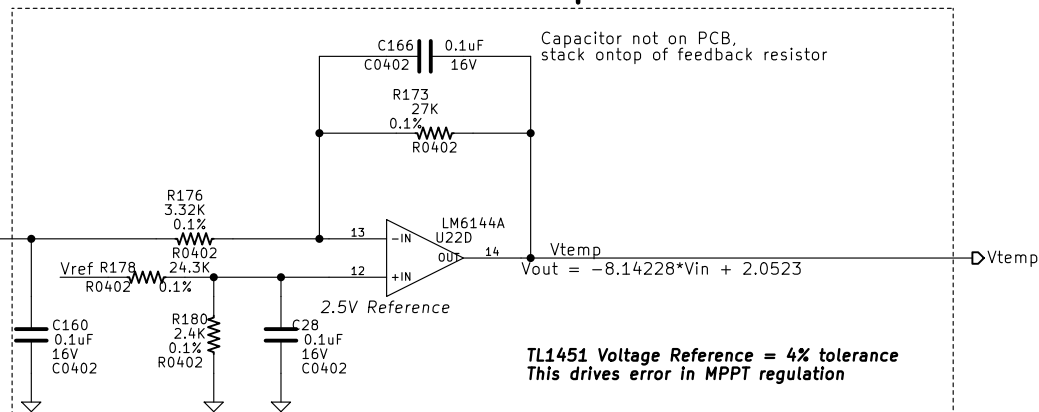 C166
0.1uF
C0402
16V
Capacitor not on PCB,
stack ontop of feedback resistor
R173
27K
0.1%
R0402
R176
3.32K
0.1%
R0402
LM6144A
U22D
13
-IN
OUT
14
12
+IN
Vtemp
Vout = -8.14228*Vin + 2.0523
Vtemp
Vref
R178
24.3K
R0402
0.1%
2.5V Reference
C160
0.1uF
16V
C0402
R180
2.4K
0.1%
R0402
C28
0.1uF
16V
C0402
TL1451 Voltage Reference = 4% tolerance
This drives error in MPPT regulation